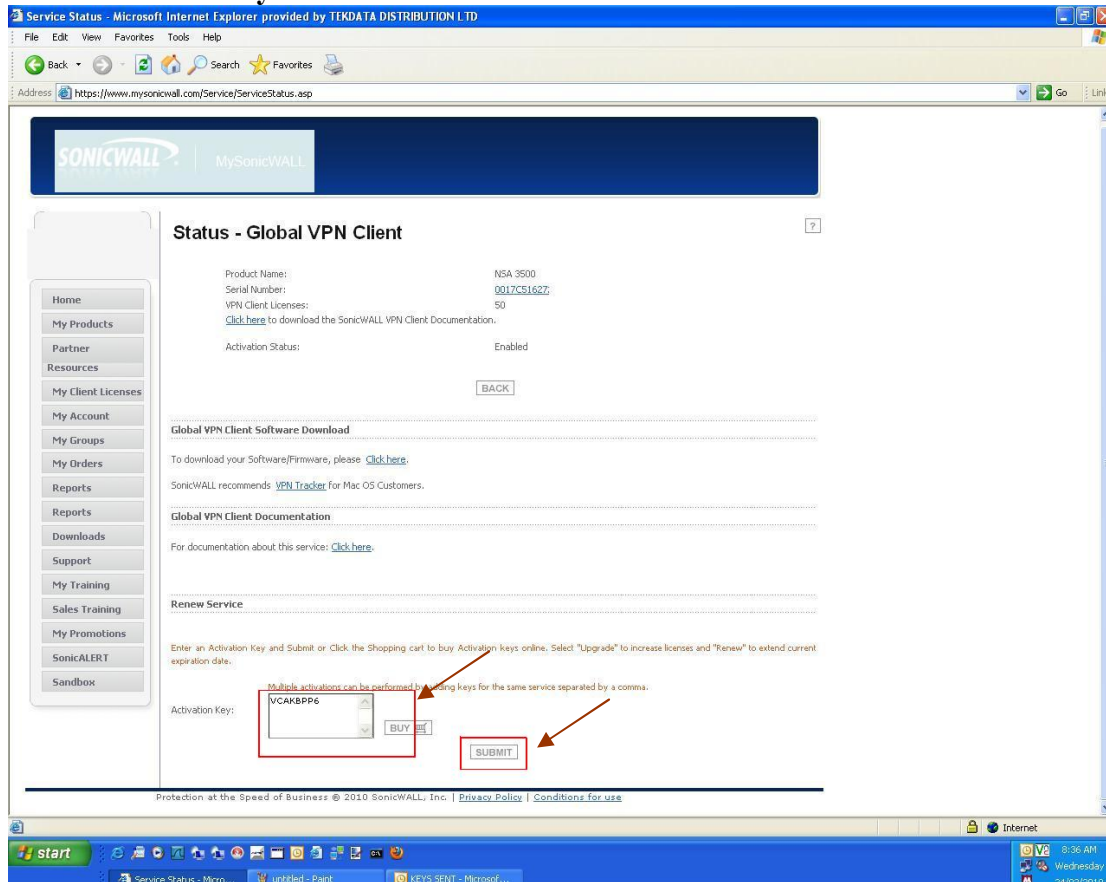 Service Status - Microsoft Internet Explorer provided by TEKDATA DISTRIBUTION LTD
File Edit View Favorites Tools Help
Back Search Favorites
Address https://www.mysonicwall.com/Service/ServiceStatus.asp Go
SONICWALL | MySonicWALL
Status - Global VPN Client ?
Product Name: NSA 3500
Serial Number: 0017C51627
VPN Client Licenses: 50
Click here to download the SonicWALL VPN Client Documentation.
Activation Status: Enabled
BACK
Home
My Products
Partner
Resources
My Client Licenses
My Account
My Groups
My Orders
Reports
Reports
Downloads
Support
My Training
Sales Training
My Promotions
SonicALERT
Sandbox
Global VPN Client Software Download
To download your Software/Firmware, please Click here.
SonicWALL recommends VPN Tracker for Mac OS Customers.
Global VPN Client Documentation
For documentation about this service: Click here.
Renew Service
Enter an Activation Key and Submit or Click the Shopping cart to buy Activation keys online. Select "Upgrade" to increase licenses and "Renew" to extend current
expiration date.
Multiple activations can be performed by adding keys for the same service separated by a comma.
Activation Key: VCAKBPP6
BUY
SUBMIT
Protection at the Speed of Business © 2010 SonicWALL, Inc. | Privacy Policy | Conditions for use
Internet
start 8:36 AM
Wednesday
Service Status - Micro... untitled - Paint KEYS SENT - Microsof...